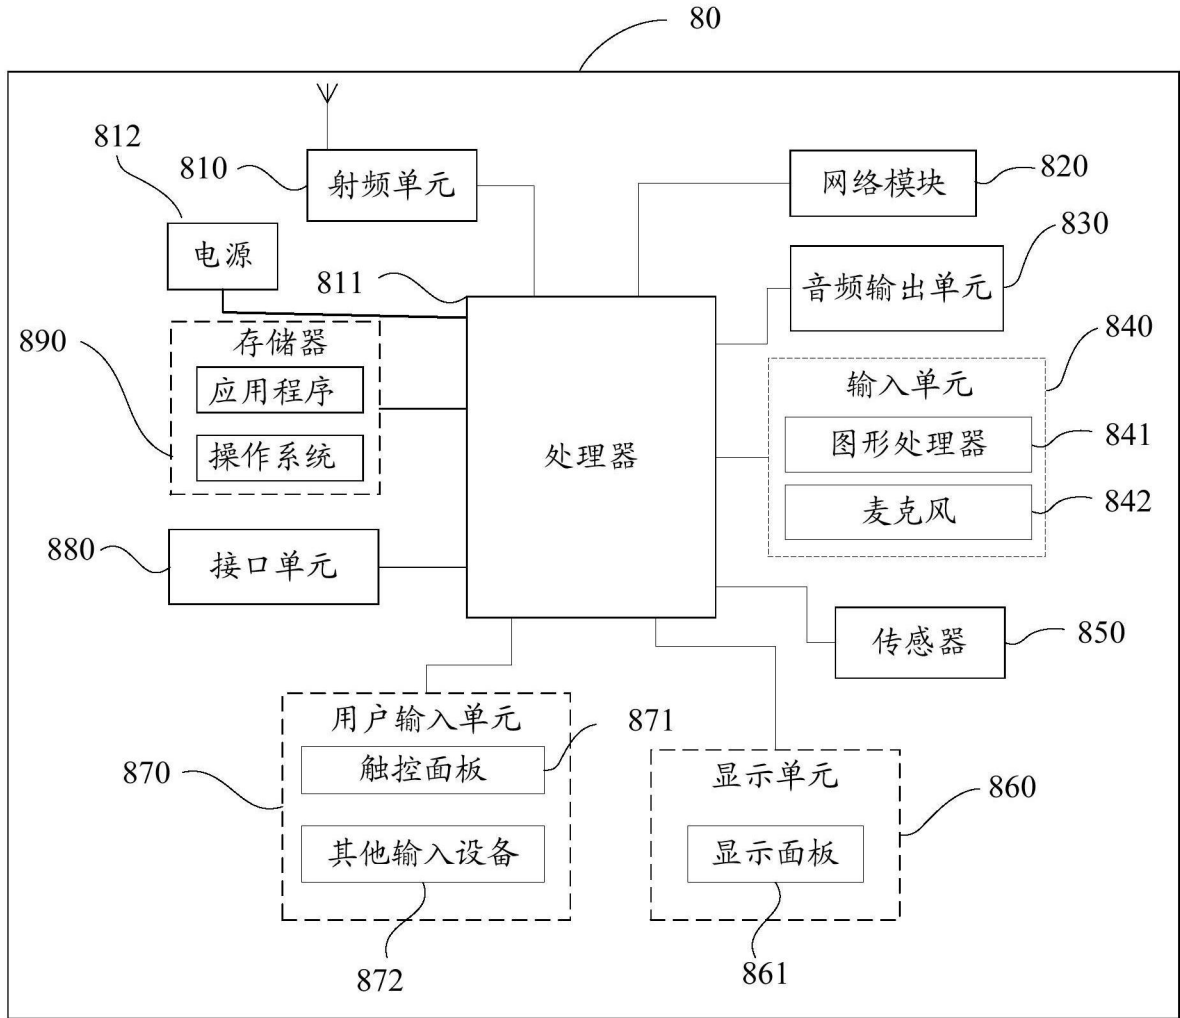 80
812
810
射频单元
网络模块
820
电源
811
音频输出单元
830
890
存储器
应用程序
操作系统
处理器
840
输入单元
图形处理器
841
麦克风
842
880
接口单元
传感器
850
用户输入单元
871
870
触控面板
其他输入设备
872
显示单元
860
显示面板
861